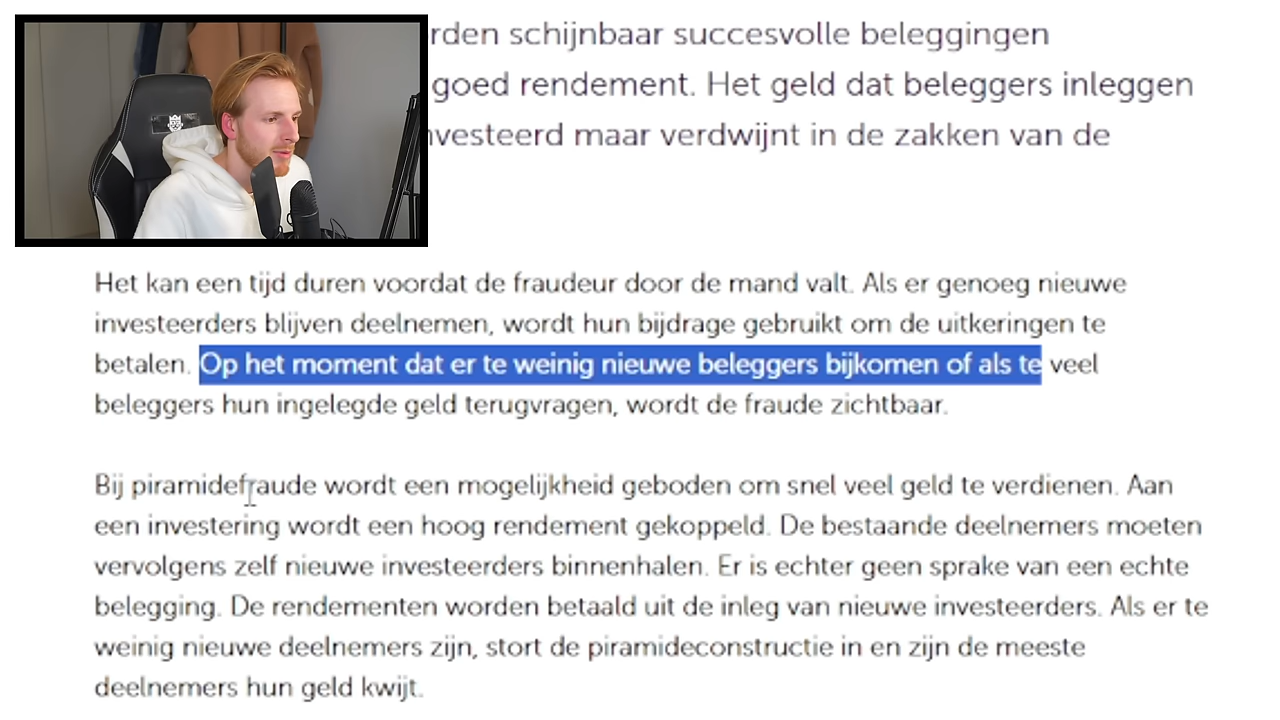 rden schijnbaar succesvolle beleggingen
goed rendement. Het geld dat beleggers inleggen
nvesteerd maar verdwijnt in de zakken van de
Het kan een tijd duren voordat de fraudeur door de mand valt. Als er genoeg nieuwe
investeerders blijven deelnemen, wordt hun bijdrage gebruikt om de uitkeringen te
betalen. Op het moment dat er te weinig nieuwe beleggers bijkomen of als te veel
beleggers hun ingelegde geld terugvragen, wordt de fraude zichtbaar.
Bij piramidefraude wordt een mogelijkheid geboden om snel veel geld te verdienen. Aan
een investering wordt een hoog rendement gekoppeld. De bestaande deelnemers moeten
vervolgens zelf nieuwe investeerders binnenhalen. Er is echter geen sprake van een echte
belegging. De rendementen worden betaald uit de inleg van nieuwe investeerders. Als er te
weinig nieuwe deelnemers zijn, stort de piramideconstructie in en zijn de meeste
deelnemers hun geld kwijt.